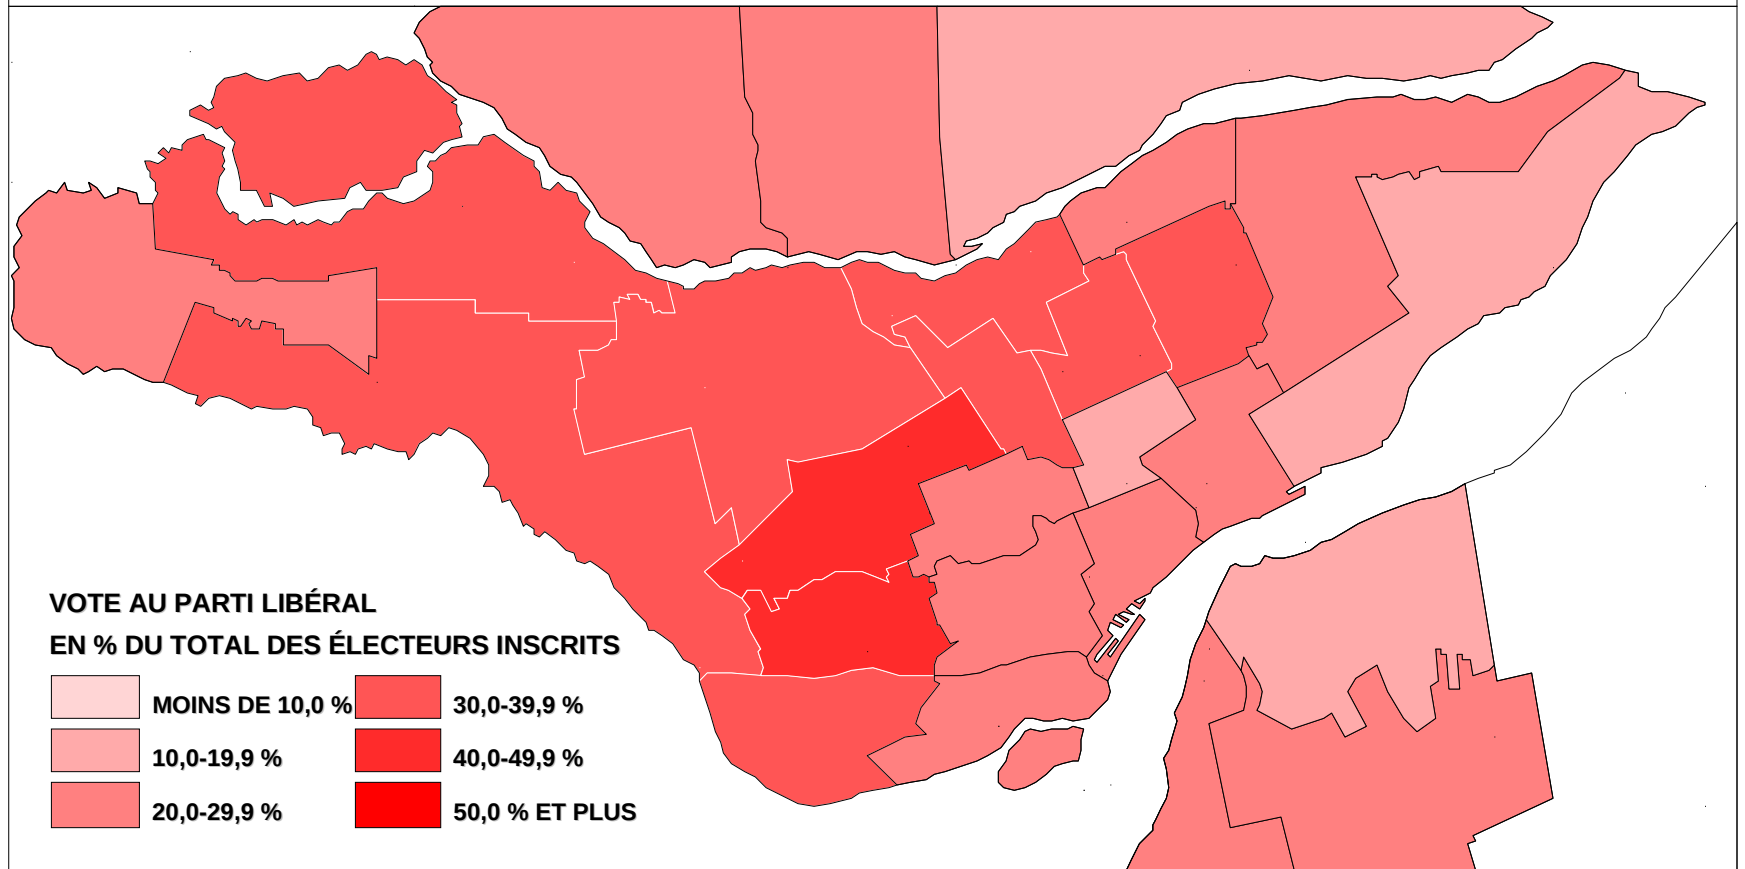 VOTE AU PARTI LIBÉRAL
EN % DU TOTAL DES ÉLECTEURS INSCRITS
MOINS DE 10,0 %
10,0-19,9 %
20,0-29,9 %
30,0-39,9 %
40,0-49,9 %
50,0 % ET PLUS